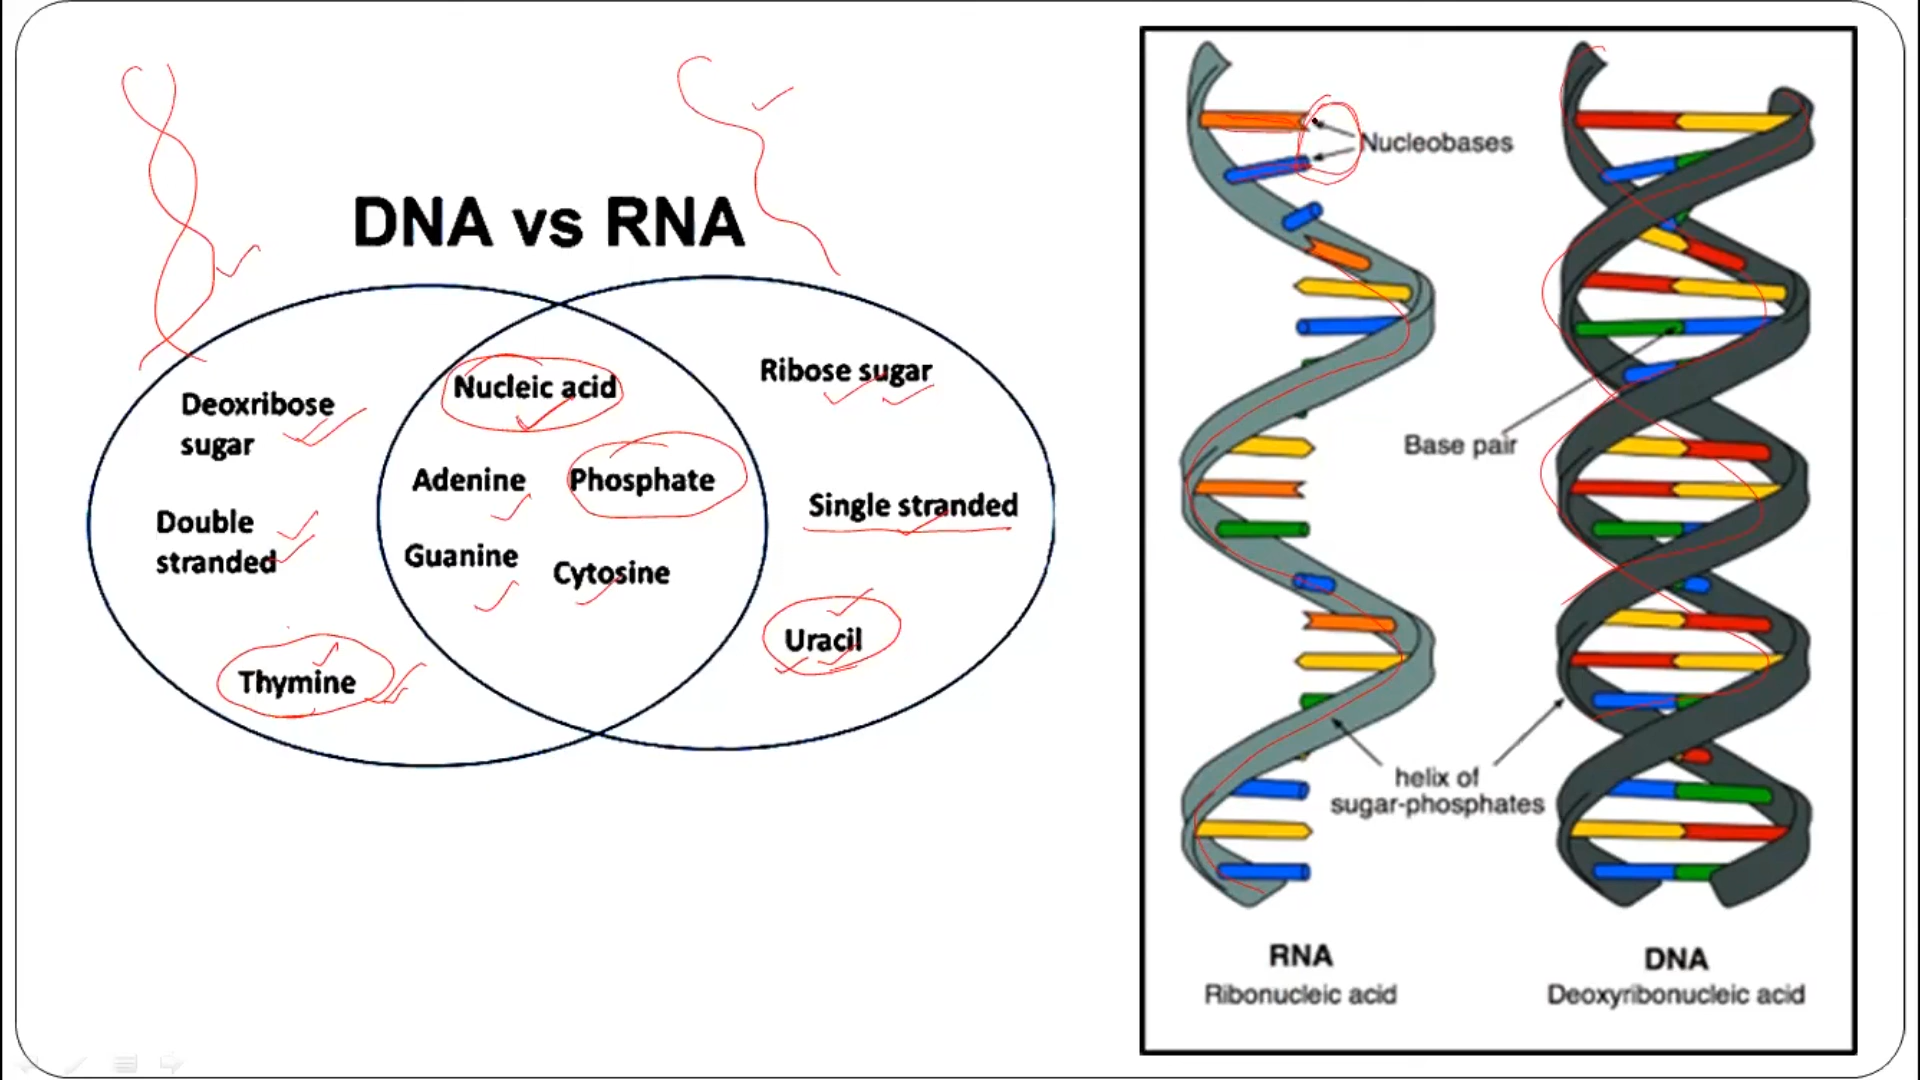 DNA vs RNA
Deoxribose
sugar
Double
stranded
Thymine
Nucleic acid
Adenine
Phosphate
Guanine
Cytosine
Ribose sugar
Single stranded
Uracil
Nucleobases
Base pair
helix of
sugar-phosphates
RNA
Ribonucleic acid
DNA
Deoxyribonucleic acid